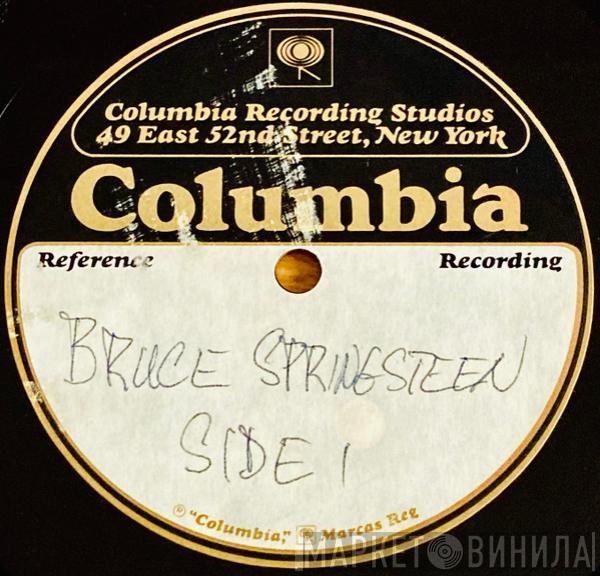 Columbia Recording Studios
49 East 52nd Street, New York
Columbia
Reference Recording
BRUCE SPRINGSTEEN
SIDE 1
℗ "Columbia," ® Marcas Reg
МАРКЕТ ВИНИЛА